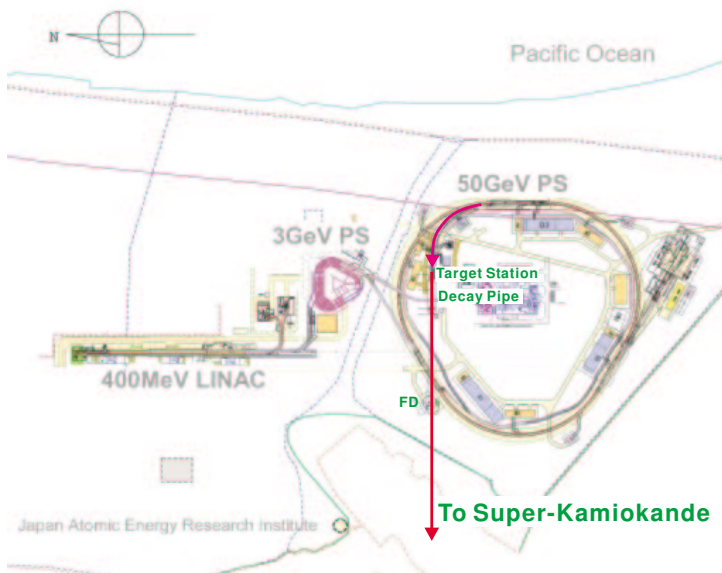 N
Pacific Ocean
50GeV PS
3GeV PS
Target Station
Decay Pipe
400MeV LINAC
FD
To Super-Kamiokande
Japan Atomic Energy Research Institute